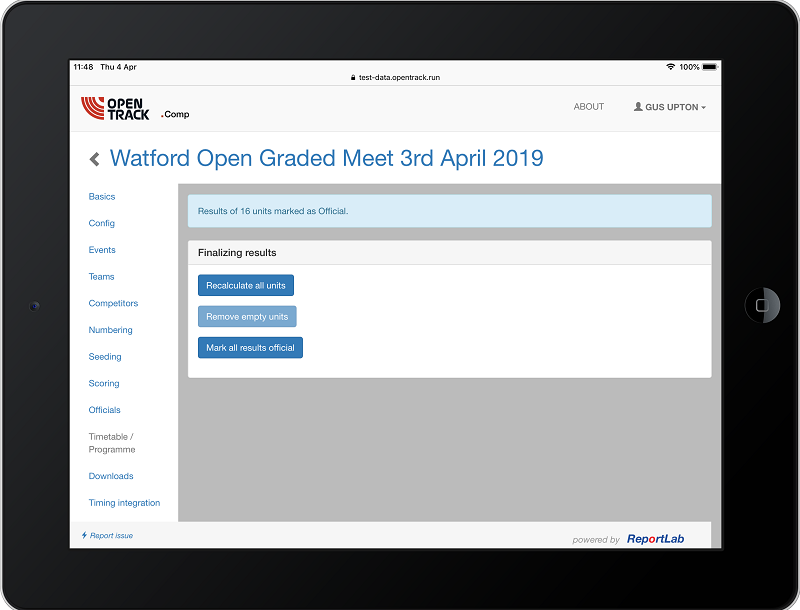 11:48 Thu 4 Apr
100%
test-data.opentrack.run
OPEN
TRACK
.Comp
ABOUT
GUS UPTON
Watford Open Graded Meet 3rd April 2019
Basics
Config
Events
Teams
Competitors
Numbering
Seeding
Scoring
Officials
Timetable /
Programme
Downloads
Timing integration
Results of 16 units marked as Official.
Finalizing results
Recalculate all units
Remove empty units
Mark all results official
Report issue
powered by ReportLab